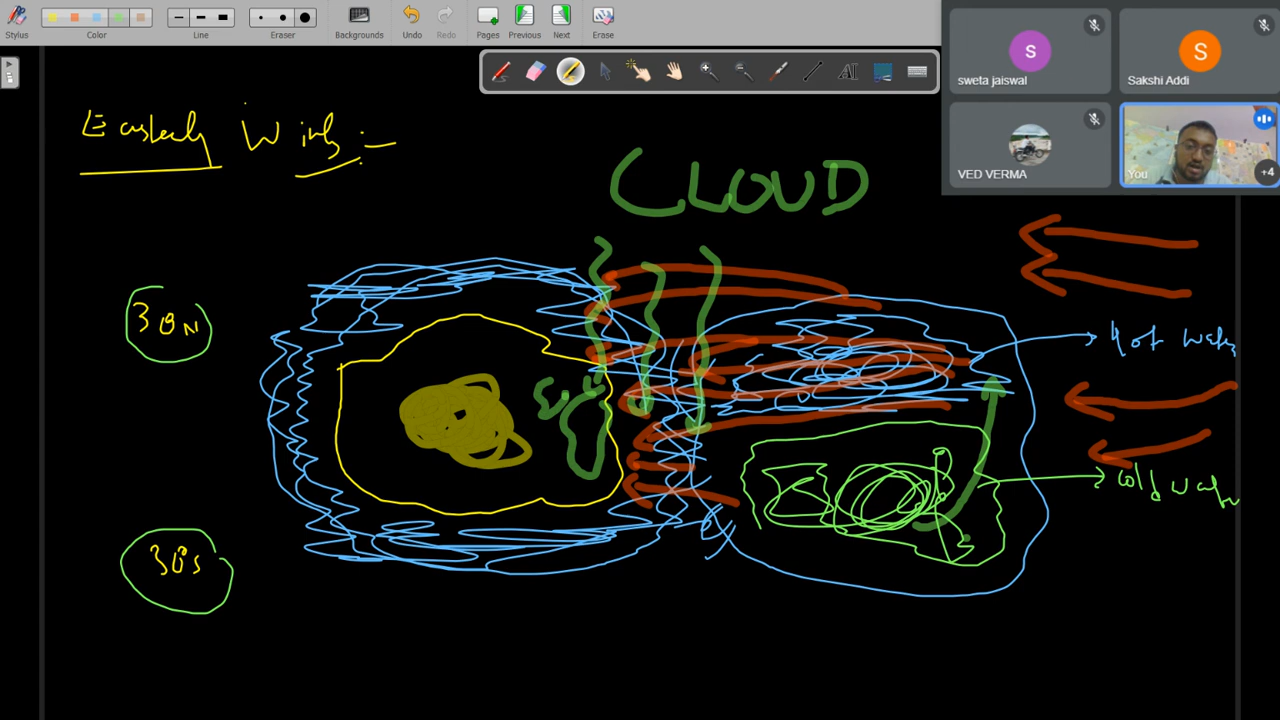 Stylus
Color
Line
Eraser
Backgrounds
Undo
Redo
Pages
Previous
Next
Erase
S
sweta jaiswal
S
Sakshi Addi
VED VERMA
You
+4
Easterly Winds :-
CLOUD
30N
Hot water
Cold water
30°S